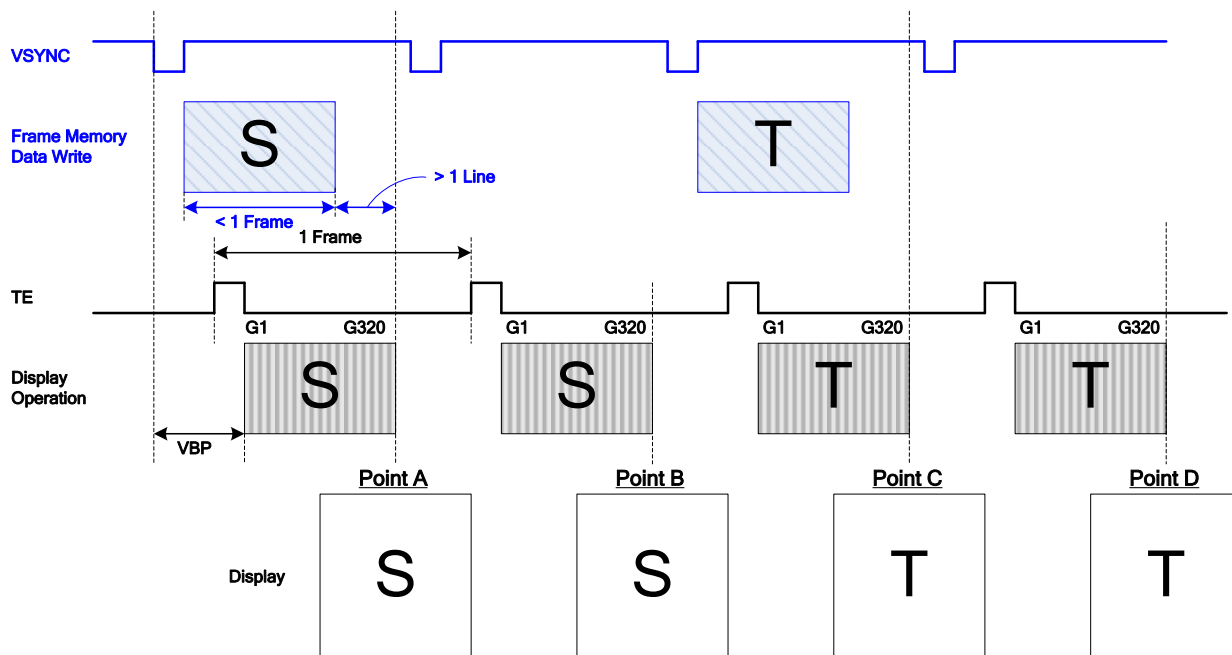 VSYNC
Frame Memory
Data Write
S
T
> 1 Line
< 1 Frame
1 Frame
TE
G1
G320
G1
G320
G1
G320
G1
G320
Display
Operation
S
S
T
T
VBP
Point A
Point B
Point C
Point D
Display
S
S
T
T